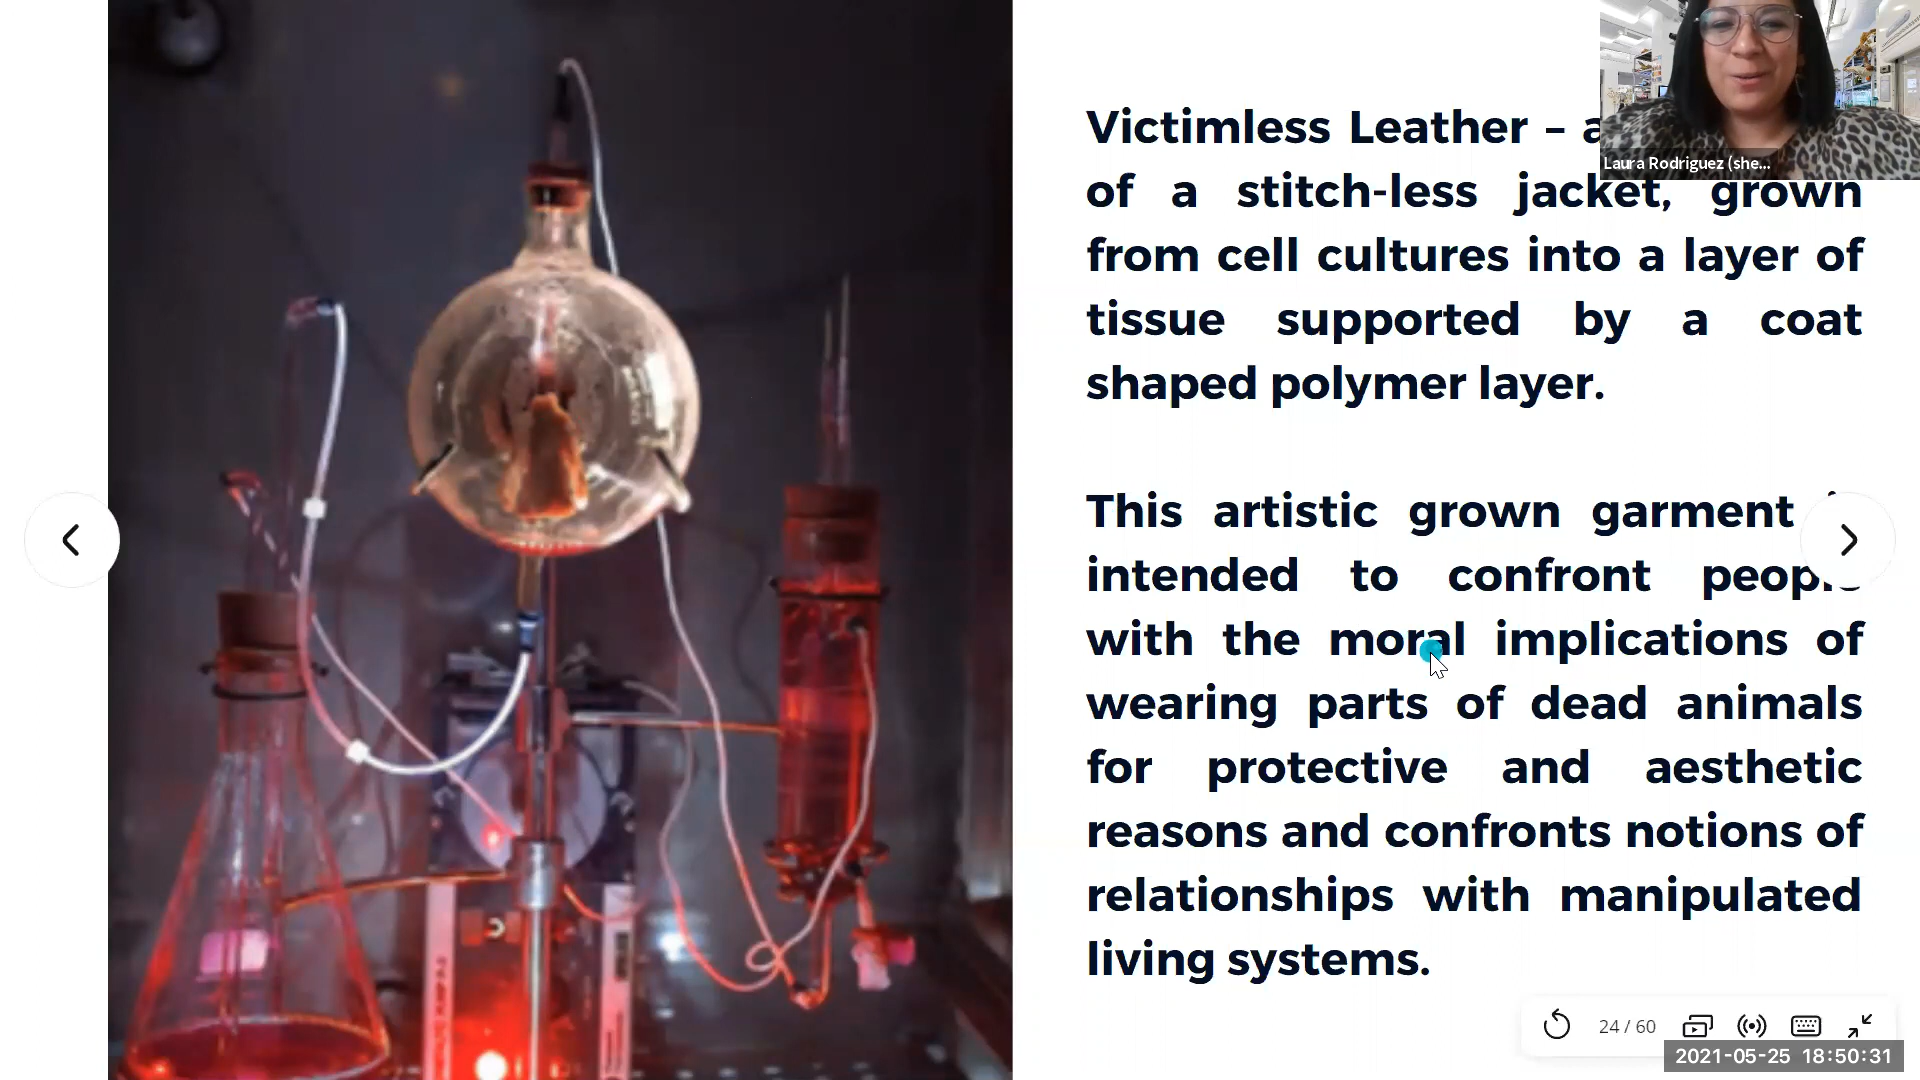 Victimless Leather –
of a stitch-less jacket, grown
from cell cultures into a layer of
tissue supported by a coat
shaped polymer layer.
This artistic grown garment
intended to confront
with the moral implications of
wearing parts of dead animals
for protective and aesthetic
reasons and confronts notions of
relationships with manipulated
living systems.
Laura Rodriguez (she...
24 / 60
2021-05-25 18:50:31